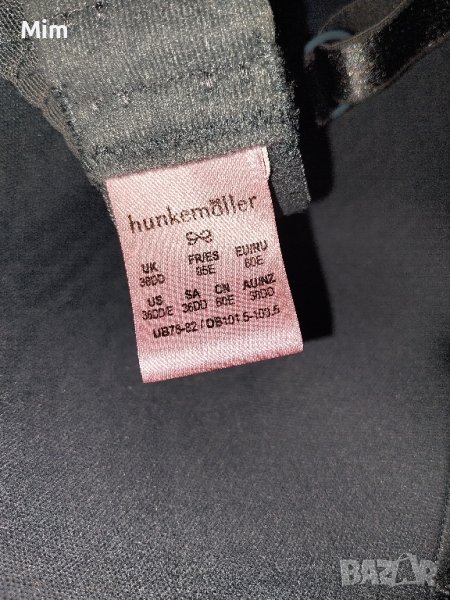 Mim
hunkemöller
UK FR/ES EU/RU
36DD 95E 80E
US SA CN AU/NZ
36DD/E 36DD 80E
UB78-82 / OB101.5-103.5
BAZAR